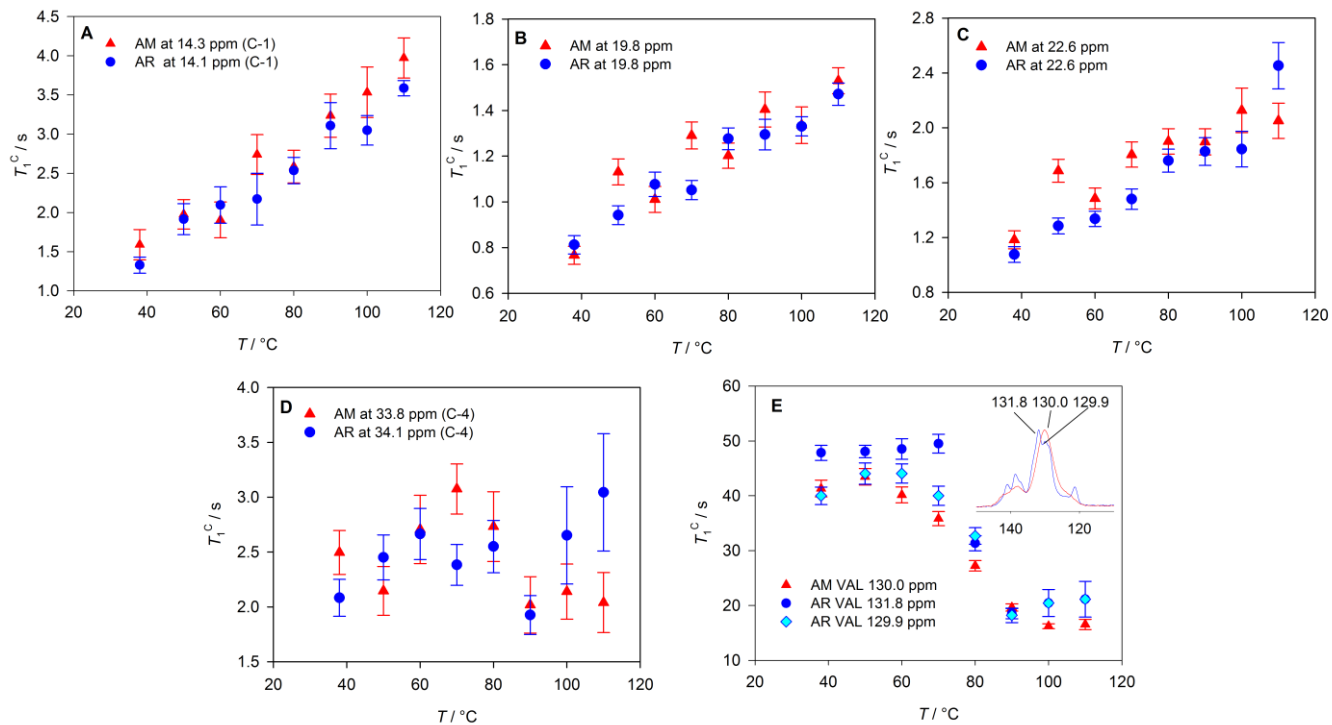 A
AM at 14.3 ppm (C-1)
AR at 14.1 ppm (C-1)
4.5
4.0
3.5
3.0
2.5
2.0
1.5
1.0
T₁ᶜ / s
20 40 60 80 100 120
T / °C
B
AM at 19.8 ppm
AR at 19.8 ppm
1.8
1.6
1.4
1.2
1.0
0.8
0.6
T₁ᶜ / s
20 40 60 80 100 120
T / °C
C
AM at 22.6 ppm
AR at 22.6 ppm
2.8
2.4
2.0
1.6
1.2
0.8
T₁ᶜ / s
20 40 60 80 100 120
T / °C
D
AM at 33.8 ppm (C-4)
AR at 34.1 ppm (C-4)
4.0
3.5
3.0
2.5
2.0
1.5
T₁ᶜ / s
20 40 60 80 100 120
T / °C
E
131.8 130.0 129.9
140 120
AM VAL 130.0 ppm
AR VAL 131.8 ppm
AR VAL 129.9 ppm
60
50
40
30
20
10
T₁ᶜ / s
20 40 60 80 100 120
T / °C